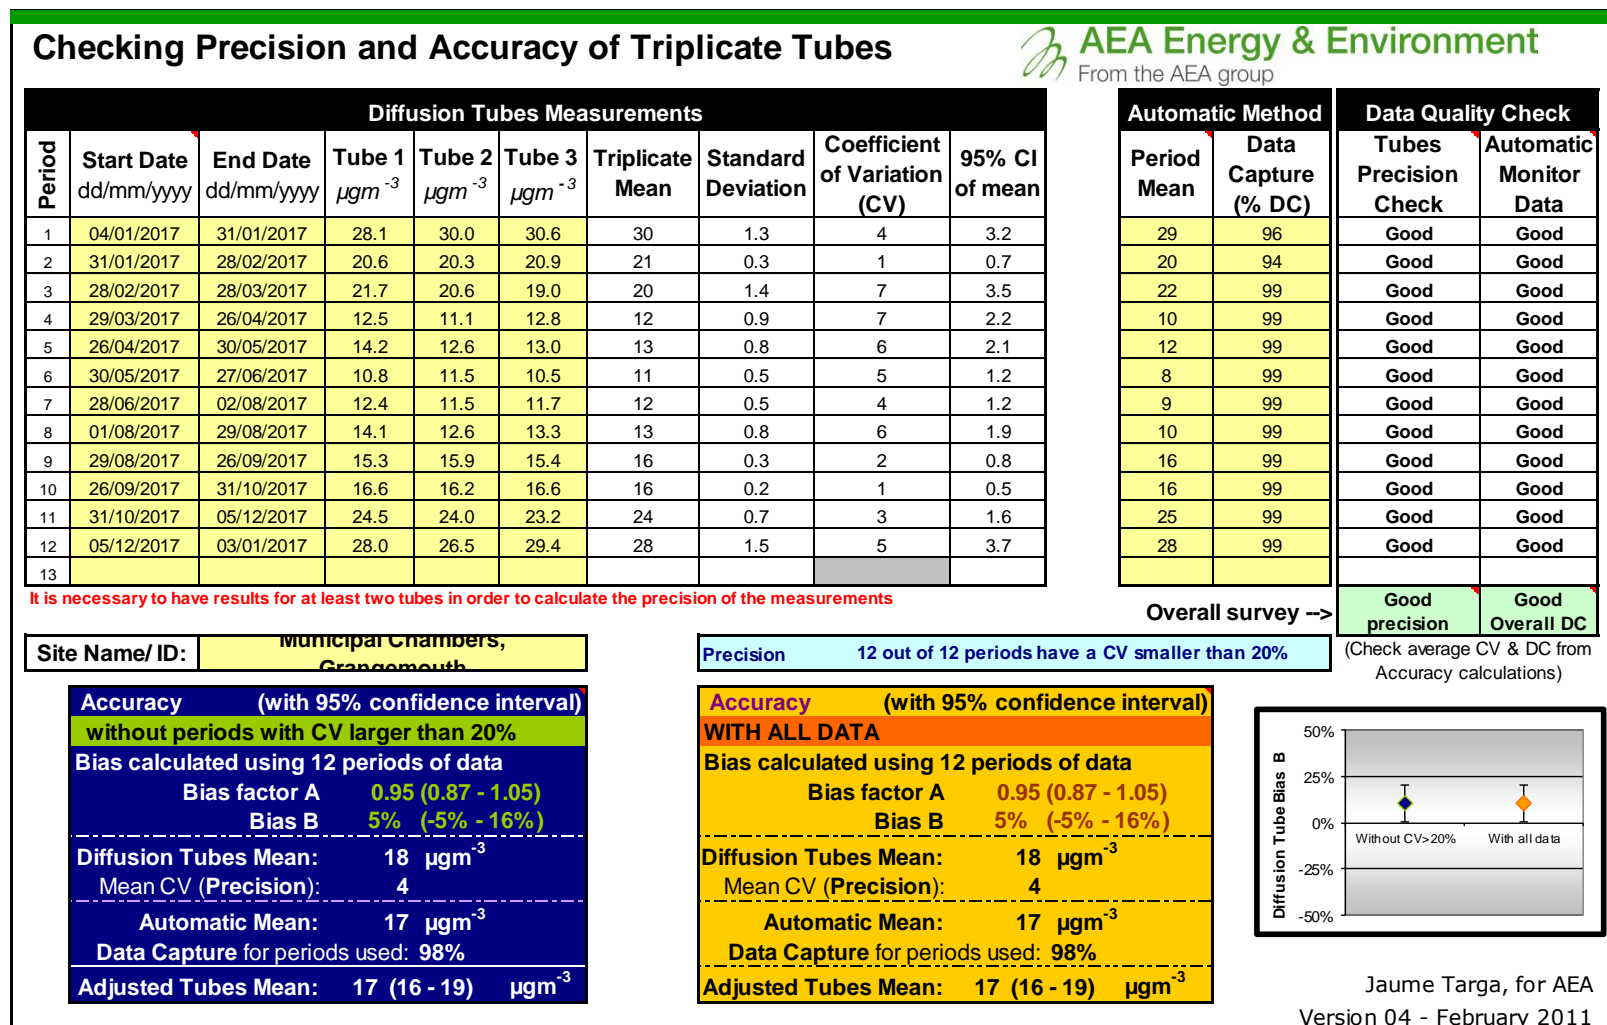 Checking Precision and Accuracy of Triplicate Tubes
AEA Energy & Environment
From the AEA group
Diffusion Tubes Measurements
Automatic Method
Data Quality Check
Period
Start Date dd/mm/yyyy
End Date dd/mm/yyyy
Tube 1 µgm -3
Tube 2 µgm -3
Tube 3 µgm -3
Triplicate Mean
Standard Deviation
Coefficient of Variation (CV)
95% CI of mean
Period Mean
Data Capture (% DC)
Tubes Precision Check
Automatic Monitor Data
1 04/01/2017 31/01/2017 28.1 30.0 30.6 30 1.3 4 3.2 29 96 Good Good
2 31/01/2017 28/02/2017 20.6 20.3 20.9 21 0.3 1 0.7 20 94 Good Good
3 28/02/2017 28/03/2017 21.7 20.6 19.0 20 1.4 7 3.5 22 99 Good Good
4 29/03/2017 26/04/2017 12.5 11.1 12.8 12 0.9 7 2.2 10 99 Good Good
5 26/04/2017 30/05/2017 14.2 12.6 13.0 13 0.8 6 2.1 12 99 Good Good
6 30/05/2017 27/06/2017 10.8 11.5 10.5 11 0.5 5 1.2 8 99 Good Good
7 28/06/2017 02/08/2017 12.4 11.5 11.7 12 0.5 4 1.2 9 99 Good Good
8 01/08/2017 29/08/2017 14.1 12.6 13.3 13 0.8 6 1.9 10 99 Good Good
9 29/08/2017 26/09/2017 15.3 15.9 15.4 16 0.3 2 0.8 16 99 Good Good
10 26/09/2017 31/10/2017 16.6 16.2 16.6 16 0.2 1 0.5 16 99 Good Good
11 31/10/2017 05/12/2017 24.5 24.0 23.2 24 0.7 3 1.6 25 99 Good Good
12 05/12/2017 03/01/2017 28.0 26.5 29.4 28 1.5 5 3.7 28 99 Good Good
13
It is necessary to have results for at least two tubes in order to calculate the precision of the measurements
Overall survey -->
Good precision
Good Overall DC
(Check average CV & DC from
Accuracy calculations)
Site Name/ ID:
Municipal Chambers,
Grangemouth
Precision 12 out of 12 periods have a CV smaller than 20%
Accuracy (with 95% confidence interval)
without periods with CV larger than 20%
Bias calculated using 12 periods of data
Bias factor A 0.95 (0.87 - 1.05)
Bias B 5% (-5% - 16%)
Diffusion Tubes Mean: 18 µgm-3
Mean CV (Precision): 4
Automatic Mean: 17 µgm-3
Data Capture for periods used: 98%
Adjusted Tubes Mean: 17 (16 - 19) µgm-3
Accuracy (with 95% confidence interval)
WITH ALL DATA
Bias calculated using 12 periods of data
Bias factor A 0.95 (0.87 - 1.05)
Bias B 5% (-5% - 16%)
Diffusion Tubes Mean: 18 µgm-3
Mean CV (Precision): 4
Automatic Mean: 17 µgm-3
Data Capture for periods used: 98%
Adjusted Tubes Mean: 17 (16 - 19) µgm-3
Diffusion Tube Bias B
50%
25%
0%
-25%
-50%
Without CV>20%
With all data
Jaume Targa, for AEA
Version 04 - February 2011